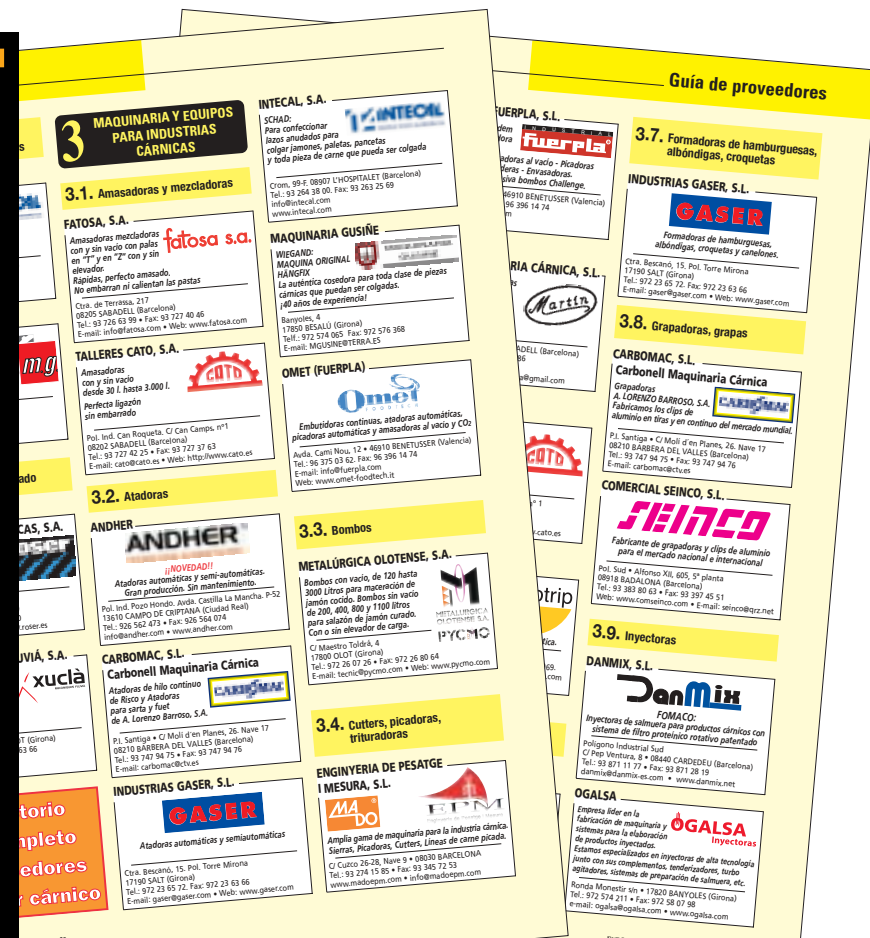 Guía de proveedores
3 MAQUINARIA Y EQUIPOS
PARA INDUSTRIAS
CÁRNICAS
3.1. Amasadoras y mezcladoras
FATOSA, S.A.
Amasadoras mezcladoras
con y sin vacío con palas
en "T" y en "Z" con y sin
elevador.
Rápidas, perfecto amasado.
No embarran ni calientan las pastas
fatosa s.a.
Ctra. de Terrassa, 217
08205 SABADELL (Barcelona)
Tel.: 93 726 63 99 • Fax: 93 727 40 46
E-mail: info@fatosa.com • Web: www.fatosa.com
TALLERES CATO, S.A.
Amasadoras
con y sin vacío
desde 30 l. hasta 3.000 l.
Perfecta ligazón
sin embarrado
CATO
Pol. Ind. Can Roqueta. C/ Can Camps, nº1
08202 SABADELL (Barcelona)
Tel.: 93 727 42 25 • Fax: 93 727 37 63
E-mail: cato@cato.es • Web: http://www.cato.es
3.2. Atadoras
ANDHER
ANDHER
¡¡NOVEDAD!!
Atadoras automáticas y semi-automáticas.
Gran producción. Sin mantenimiento.
Pol. Ind. Pozo Hondo. Avda. Castilla La Mancha. P-52
13610 CAMPO DE CRIPTANA (Ciudad Real)
Tel.: 926 562 473 • Fax: 926 564 074
info@andher.com • www.andher.com
CARBOMAC, S.L.
Carbonell Maquinaria Cárnica
Atadoras de hilo continuo
de Risco y Atadoras
para sarta y fuet
de A. Lorenzo Barroso, S.A.
CARBOMAC
P.I. Santiga • C/ Molí d'en Planes, 26. Nave 17
08210 BARBERA DEL VALLES (Barcelona)
Tel.: 93 747 94 75 • Fax: 93 747 94 76
E-mail: carbomac@ctv.es
INDUSTRIAS GASER, S.L.
GASER
Atadoras automáticas y semiautomáticas
Ctra. Bescanó, 15. Pol. Torre Mirona
17190 SALT (Girona)
Tel.: 972 23 65 72. Fax: 972 23 63 66
E-mail: gaser@gaser.com • Web: www.gaser.com
INTECAL, S.A.
SCHAD:
Para confeccionar
lazos anudados para
colgar jamones, paletas, pancetas
y toda pieza de carne que pueda ser colgada
INTECAL
Crom, 99-F. 08907 L'HOSPITALET (Barcelona)
Tel.: 93 264 38 00. Fax: 93 263 25 69
info@intecal.com
www.intecal.com
MAQUINARIA GUSIÑE
WIEGAND:
MAQUINA ORIGINAL
HÄNGFIX
La auténtica cosedora para toda clase de piezas
cárnicas que puedan ser colgadas.
¡40 años de experiencia!
Banyoles, 4
17850 BESALÚ (Girona)
Telf.: 972 574 065 Fax: 972 576 368
E-mail: MGUSINE@TERRA.ES
OMET (FUERPLA)
Omet
FOODTECH
Embutidoras continuas, atadoras automáticas,
picadoras automáticas y amasadoras al vacío y CO2
Avda. Camí Nou, 12 • 46910 BENETUSSER (Valencia)
Tel.: 96 375 03 62. Fax: 96 396 14 74
E-mail: info@fuerpla.com
Web: www.omet-foodtech.it
3.3. Bombos
METALÚRGICA OLOTENSE, S.A.
Bombos con vacío, de 120 hasta
3000 Litros para maceración de
jamón cocido. Bombos sin vacío
de 200, 400, 800 y 1100 litros
para salazón de jamón curado.
Con o sin elevador de carga.
METALURGICA
OLOTENSE S.A.
PYCMO
C/ Maestro Toldrá, 4
17800 OLOT (Girona)
Tel.: 972 26 07 26 • Fax: 972 26 80 64
E-mail: tecnic@pycmo.com • Web: www.pycmo.com
3.4. Cutters, picadoras,
trituradoras
ENGINYERIA DE PESATGE
I MESURA, S.L.
MADO
EPM
Amplia gama de maquinaria para la industria cárnica.
Sierras, Picadoras, Cutters, Líneas de carne picada.
C/ Cuzco 26-28, Nave 9 • 08030 BARCELONA
Tel.: 93 274 15 85 • Fax: 93 345 72 53
www.madoepm.com • info@madoepm.com
m.g.
ado
CAS, S.A.
roser.es
UVIÁ, S.A.
xuclà
OT (Girona)
63 66
torio
mpleto
edores
r cárnico
FUERPLA, S.L.
INDUSTRIAL
fuerpla
dem
dora
adoras al vacío - Picadoras
deras - Envasadoras.
siva bombos Challenge.
46910 BENETUSSER (Valencia)
96 396 14 74
RIA CÁRNICA, S.L.
Martín
ADELL (Barcelona)
86
a@gmail.com
CATO
nº 1
.cato.es
otrip
tica.
969.
.com
3.7. Formadoras de hamburguesas,
albóndigas, croquetas
INDUSTRIAS GASER, S.L.
GASER
Formadoras de hamburguesas,
albóndigas, croquetas y canelones.
Ctra. Bescanó, 15, Pol. Torre Mirona
17190 SALT (Girona)
Tel.: 972 23 65 72. Fax: 972 23 63 66
E-mail: gaser@gaser.com • Web: www.gaser.com
3.8. Grapadoras, grapas
CARBOMAC, S.L.
Carbonell Maquinaria Cárnica
Grapadoras
A. LORENZO BARROSO, S.A.
Fabricamos los clips de
aluminio en tiras y en continuo del mercado mundial.
CARBOMAC
P.I. Santiga • C/ Molí d'en Planes, 26. Nave 17
08210 BARBERA DEL VALLES (Barcelona)
Tel.: 93 747 94 75 • Fax: 93 747 94 76
E-mail: carbomac@ctv.es
COMERCIAL SEINCO, S.L.
SEINCO
Fabricante de grapadoras y clips de aluminio
para el mercado nacional e internacional
Pol. Sud • Alfonso XII, 605, 5ª planta
08918 BADALONA (Barcelona)
Tel.: 93 383 80 63 • Fax: 93 397 45 51
Web: www.comseinco.com • E-mail: seinco@qrz.net
3.9. Inyectoras
DANMIX, S.L.
DanMix
FOMACO:
Inyectoras de salmuera para productos cárnicos con
sistema de filtro proteínico rotativo patentado
Polígono Industrial Sud
C/ Pep Ventura, 8 • 08440 CARDEDEU (Barcelona)
Tel.: 93 871 11 77 • Fax: 93 871 28 19
danmix@danmix-es.com • www.danmix.net
OGALSA
Empresa líder en la
fabricación de maquinaria y
sistemas para la elaboración
de productos inyectados.
Estamos especializados en inyectoras de alta tecnología
junto con sus complementos, tenderizadores, turbo
agitadores, sistemas de preparación de salmuera, etc.
OGALSA
Inyectoras
Ronda Monestir s/n • 17820 BANYOLES (Girona)
Tel.: 972 574 211 • Fax: 972 58 07 98
e-mail: ogalsa@ogalsa.com • www.ogalsa.com